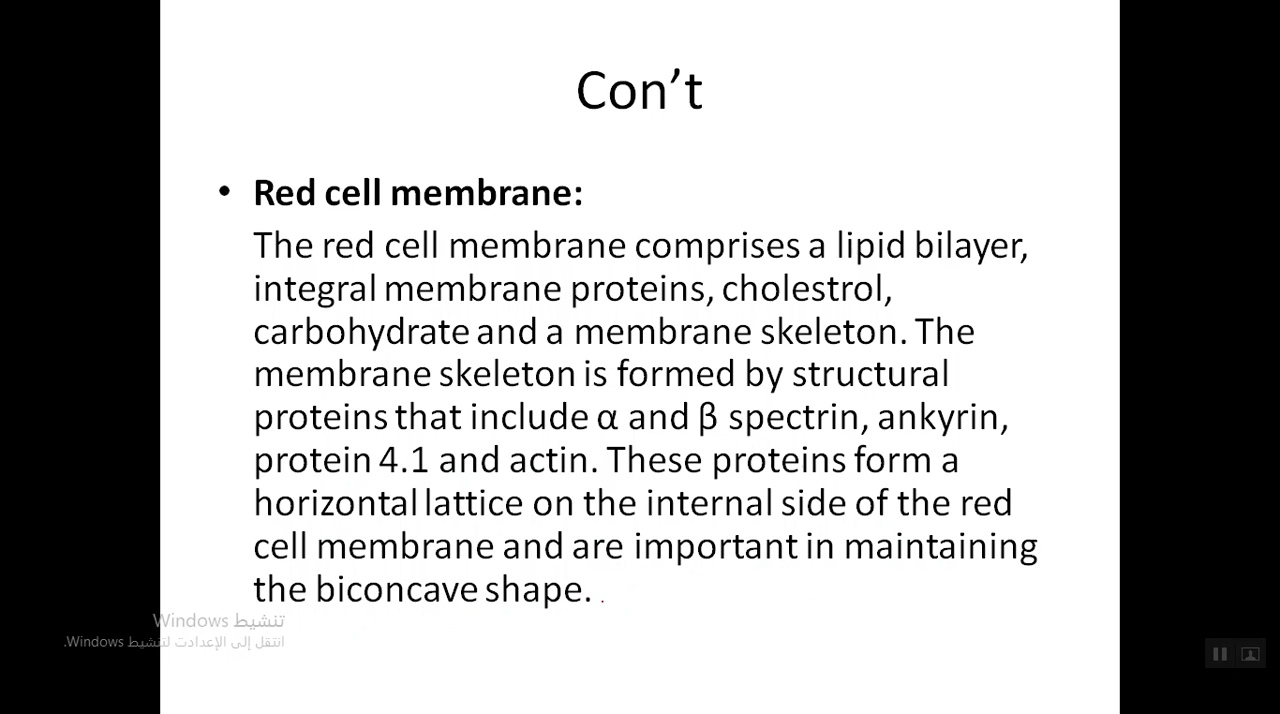 Con’t
• Red cell membrane:
The red cell membrane comprises a lipid bilayer,
integral membrane proteins, cholestrol,
carbohydrate and a membrane skeleton. The
membrane skeleton is formed by structural
proteins that include α and β spectrin, ankyrin,
protein 4.1 and actin. These proteins form a
horizontal lattice on the internal side of the red
cell membrane and are important in maintaining
the biconcave shape. .
تنشيط Windows
انتقل إلى الإعدادت لتنشيط Windows.